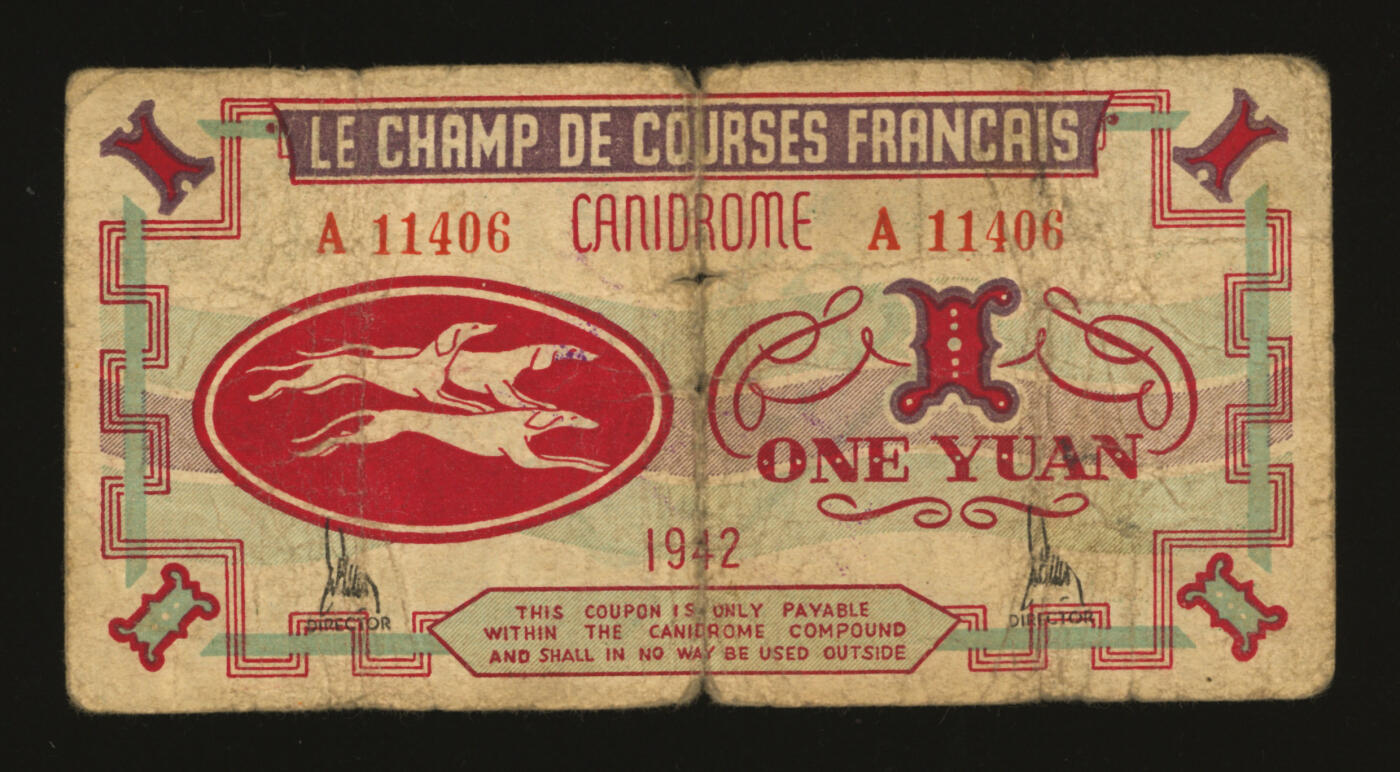 LE CHAMP DE COURSES FRANCAIS
CANIDROME
A 11406 A 11406
1
ONE YUAN
1942
DIRECTOR DIRECTOR
THIS COUPON IS ONLY PAYABLE
WITHIN THE CANIDROME COMPOUND
AND SHALL IN NO WAY BE USED OUTSIDE